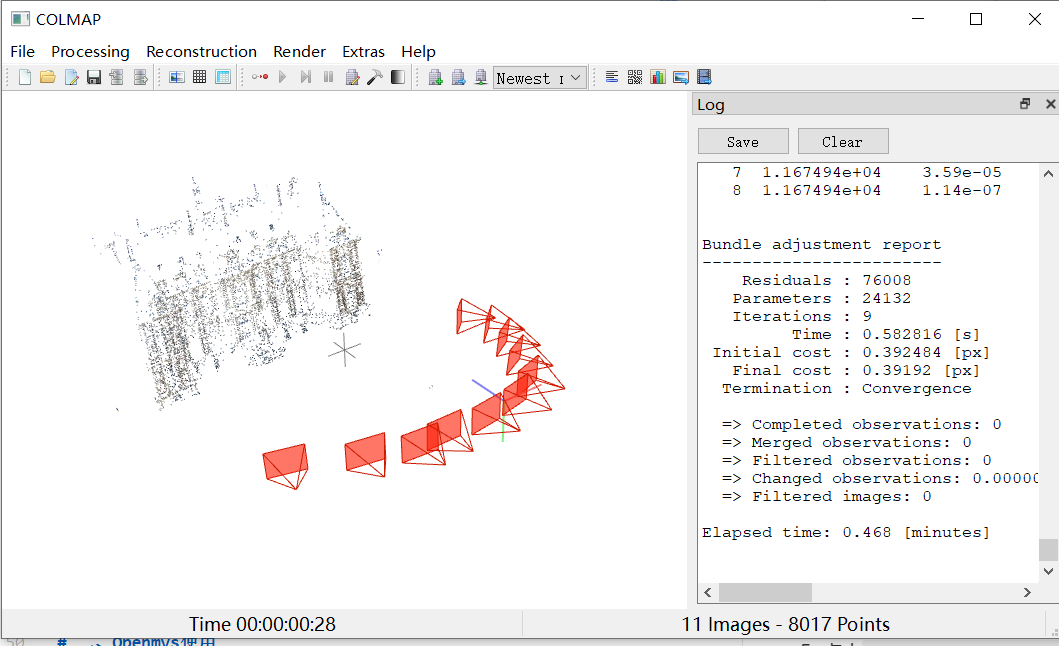 COLMAP
File Processing Reconstruction Render Extras Help
Newest
Log
Save Clear
7 1.167494e+04 3.59e-05
8 1.167494e+04 1.14e-07
Bundle adjustment report
------------------------
Residuals : 76008
Parameters : 24132
Iterations : 9
Time : 0.582816 [s]
Initial cost : 0.392484 [px]
Final cost : 0.39192 [px]
Termination : Convergence
=> Completed observations: 0
=> Merged observations: 0
=> Filtered observations: 0
=> Changed observations: 0.00000
=> Filtered images: 0
Elapsed time: 0.468 [minutes]
Time 00:00:00:28
11 Images - 8017 Points
50 #